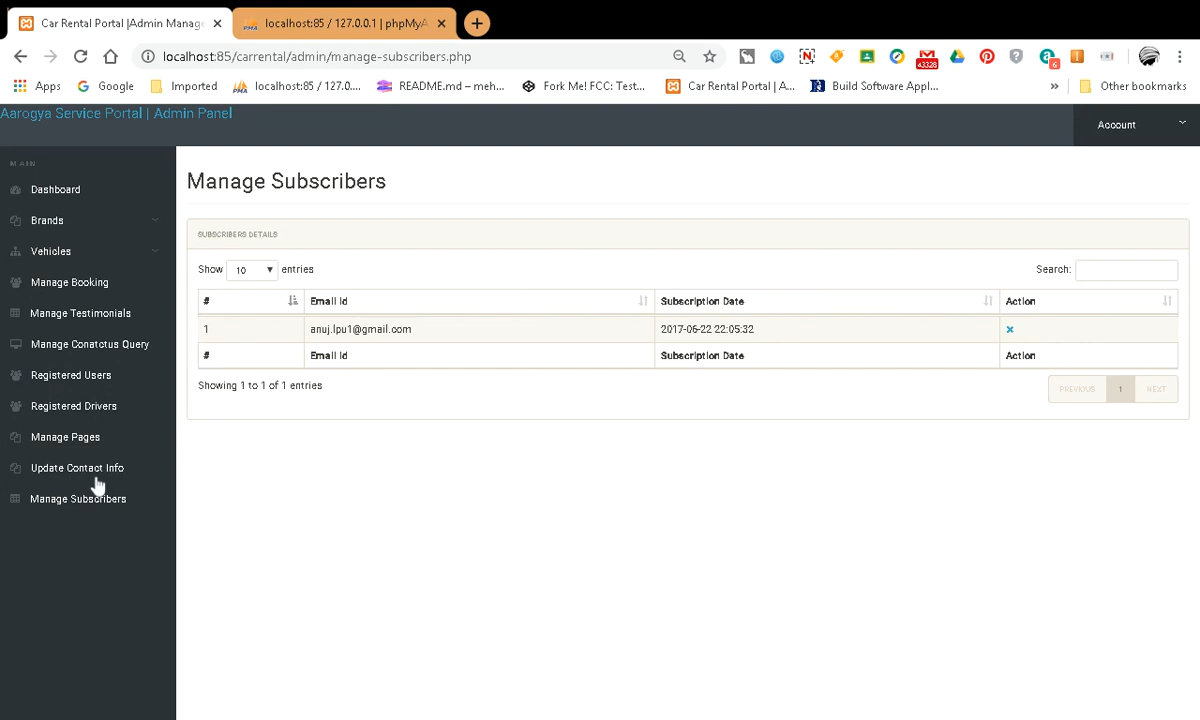 Car Rental Portal |Admin Manage
localhost:85 / 127.0.0.1 | phpMyA
localhost:85/carrental/admin/manage-subscribers.php
43328
6
Apps
Google
Imported
localhost:85 / 127.0....
README.md – meh...
Fork Me! FCC: Test...
Car Rental Portal | A...
Build Software Appl...
»
Other bookmarks
Aarogya Service Portal | Admin Panel
Account
MAIN
Dashboard
Brands
Vehicles
Manage Booking
Manage Testimonials
Manage Conatctus Query
Registered Users
Registered Drivers
Manage Pages
Update Contact Info
Manage Subscribers
Manage Subscribers
SUBSCRIBERS DETAILS
Show 10 entries
Search:
# Email Id Subscription Date Action
1 anuj.lpu1@gmail.com 2017-06-22 22:05:32
# Email Id Subscription Date Action
Showing 1 to 1 of 1 entries
PREVIOUS 1 NEXT